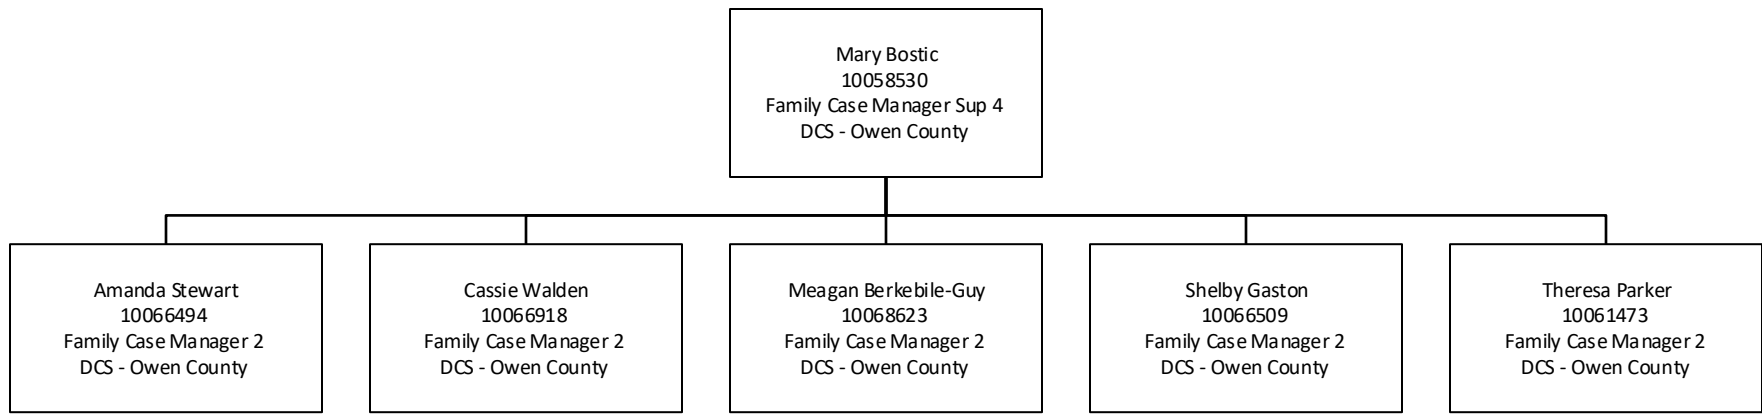 Mary Bostic
10058530
Family Case Manager Sup 4
DCS - Owen County
Amanda Stewart
10066494
Family Case Manager 2
DCS - Owen County
Cassie Walden
10066918
Family Case Manager 2
DCS - Owen County
Meagan Berkebile-Guy
10068623
Family Case Manager 2
DCS - Owen County
Shelby Gaston
10066509
Family Case Manager 2
DCS - Owen County
Theresa Parker
10061473
Family Case Manager 2
DCS - Owen County